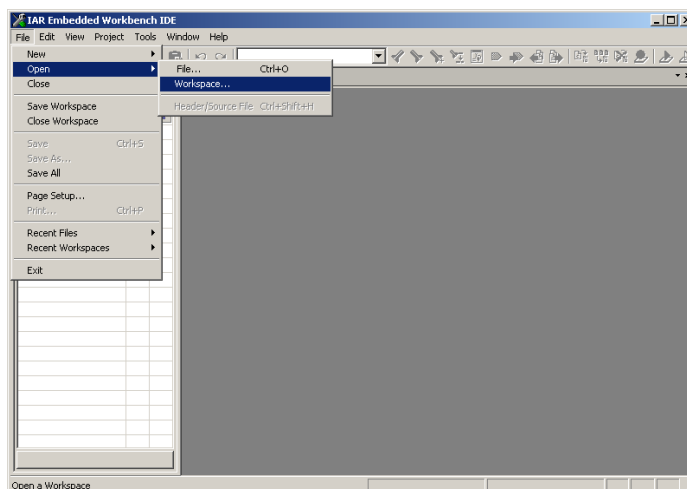 IAR Embedded Workbench IDE
File Edit View Project Tools Window Help
New
Open
Close
Save Workspace
Close Workspace
Save Ctrl+S
Save As...
Save All
Page Setup...
Print... Ctrl+P
Recent Files
Recent Workspaces
Exit
File... Ctrl+O
Workspace...
Header/Source File Ctrl+Shift+H
Open a Workspace